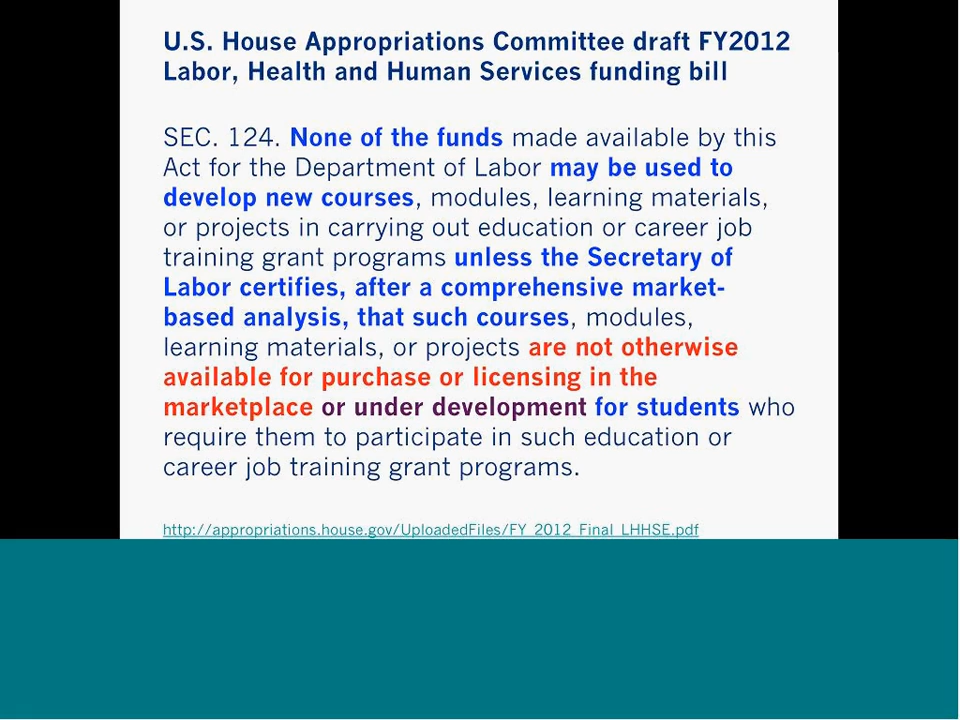 U.S. House Appropriations Committee draft FY2012
Labor, Health and Human Services funding bill
SEC. 124. None of the funds made available by this
Act for the Department of Labor may be used to
develop new courses, modules, learning materials,
or projects in carrying out education or career job
training grant programs unless the Secretary of
Labor certifies, after a comprehensive market-
based analysis, that such courses, modules,
learning materials, or projects are not otherwise
available for purchase or licensing in the
marketplace or under development for students who
require them to participate in such education or
career job training grant programs.
http://appropriations.house.gov/UploadedFiles/FY_2012_Final_LHHSE.pdf